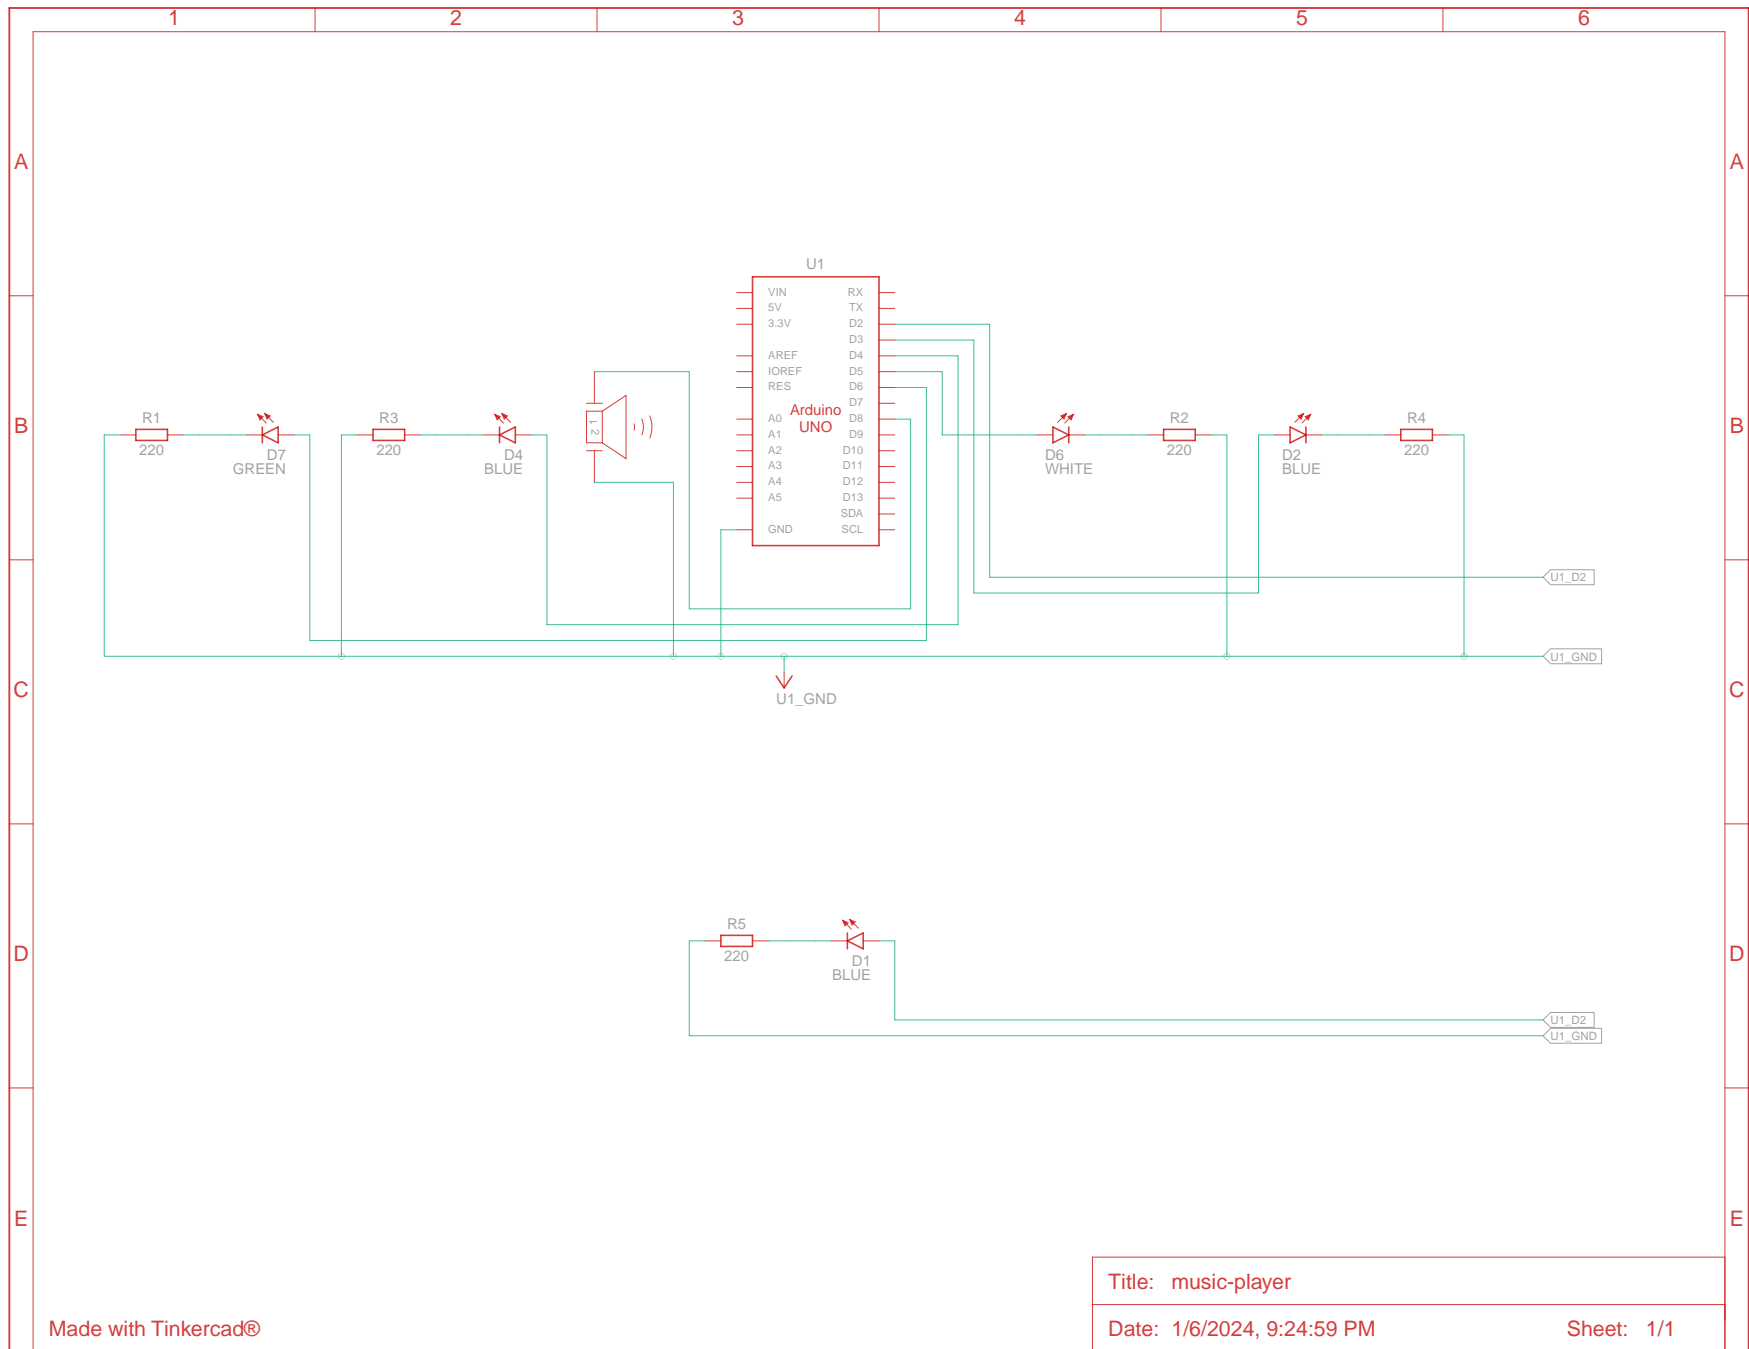 1 2 3 4 5 6
A A
U1
VIN RX
5V TX
3.3V D2
D3
AREF D4
IOREF D5
RES D6
D7
Arduino
UNO
A0 D8
A1 D9
A2 D10
A3 D11
A4 D12
A5 D13
SDA
GND SCL
B B
R1
220
D7
GREEN
R3
220
D4
BLUE
1 2
D6
WHITE
R2
220
D2
BLUE
R4
220
U1_D2
U1_GND
U1_GND
C C
D D
R5
220
D1
BLUE
U1_D2
U1_GND
E E
Title: music-player
Made with Tinkercad®
Date: 1/6/2024, 9:24:59 PM Sheet: 1/1